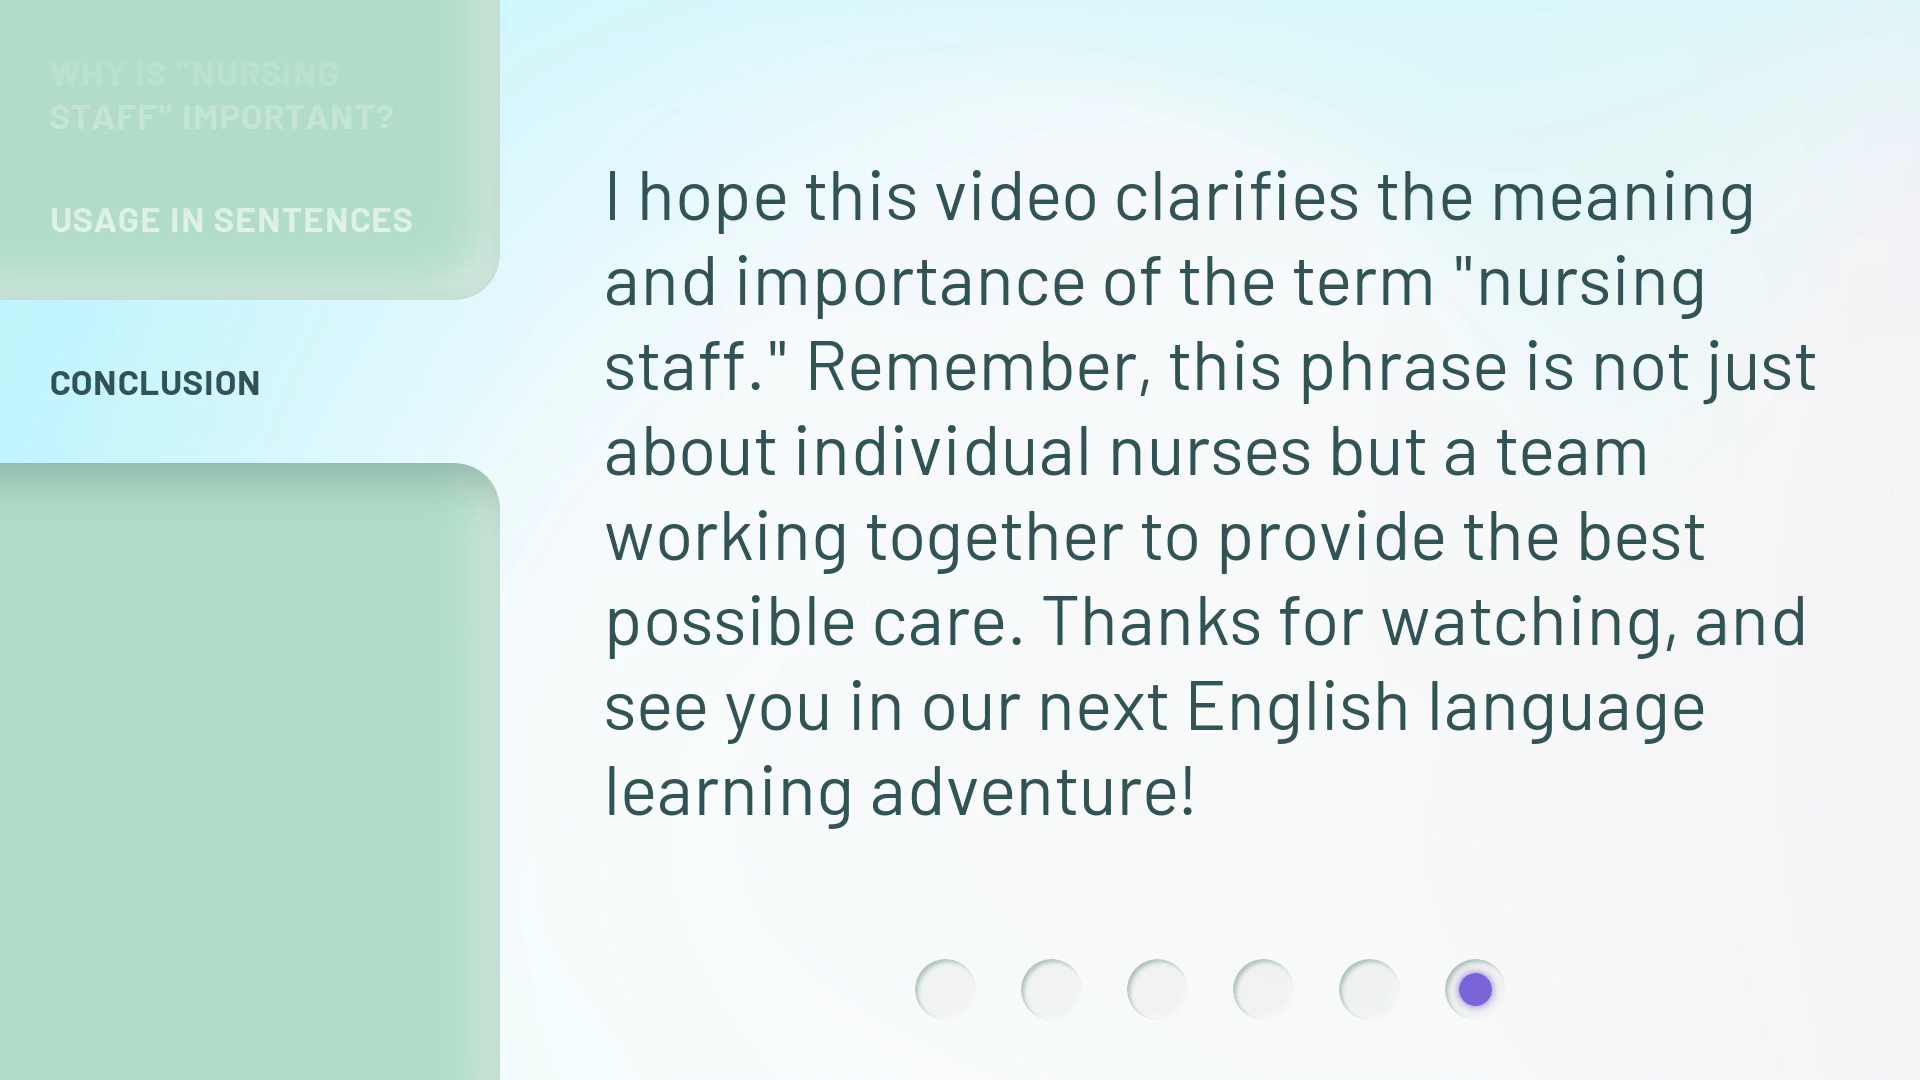 WHY IS "NURSING
STAFF" IMPORTANT?
USAGE IN SENTENCES
CONCLUSION
I hope this video clarifies the meaning
and importance of the term "nursing
staff." Remember, this phrase is not just
about individual nurses but a team
working together to provide the best
possible care. Thanks for watching, and
see you in our next English language
learning adventure!